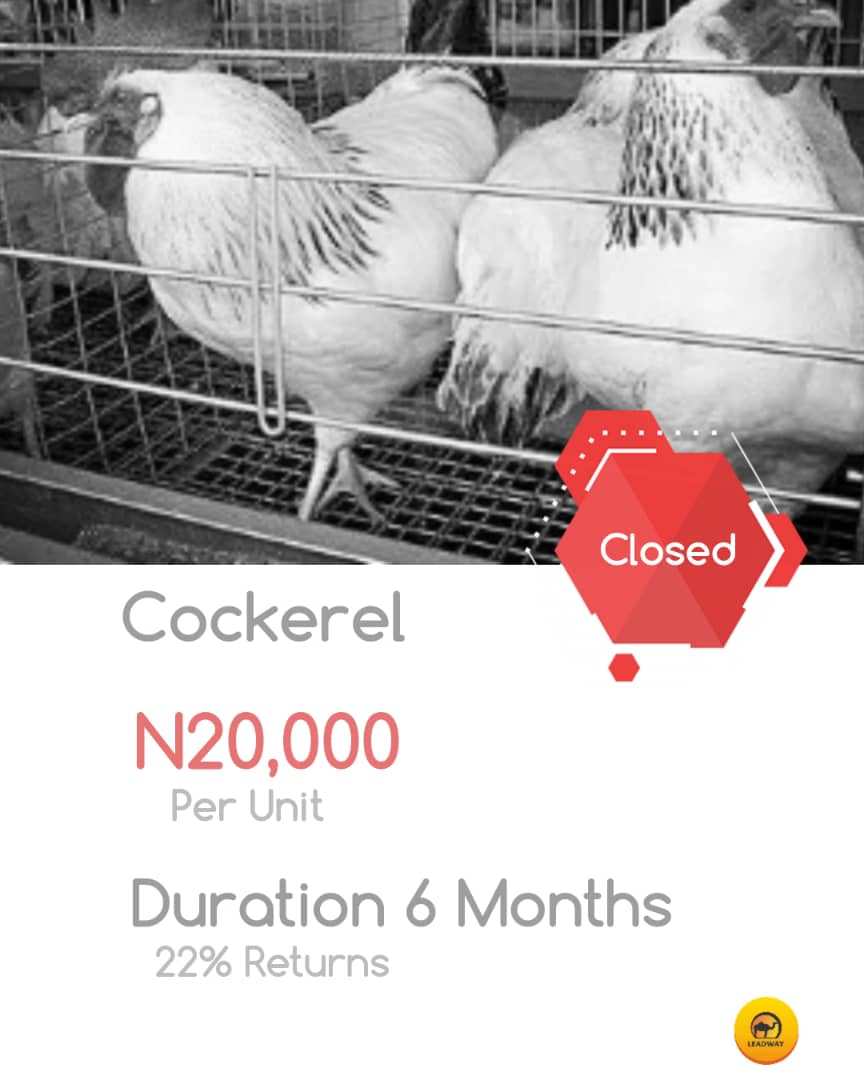 Closed
Cockerel
N20,000
Per Unit
Duration 6 Months
22% Returns
LEADWAY